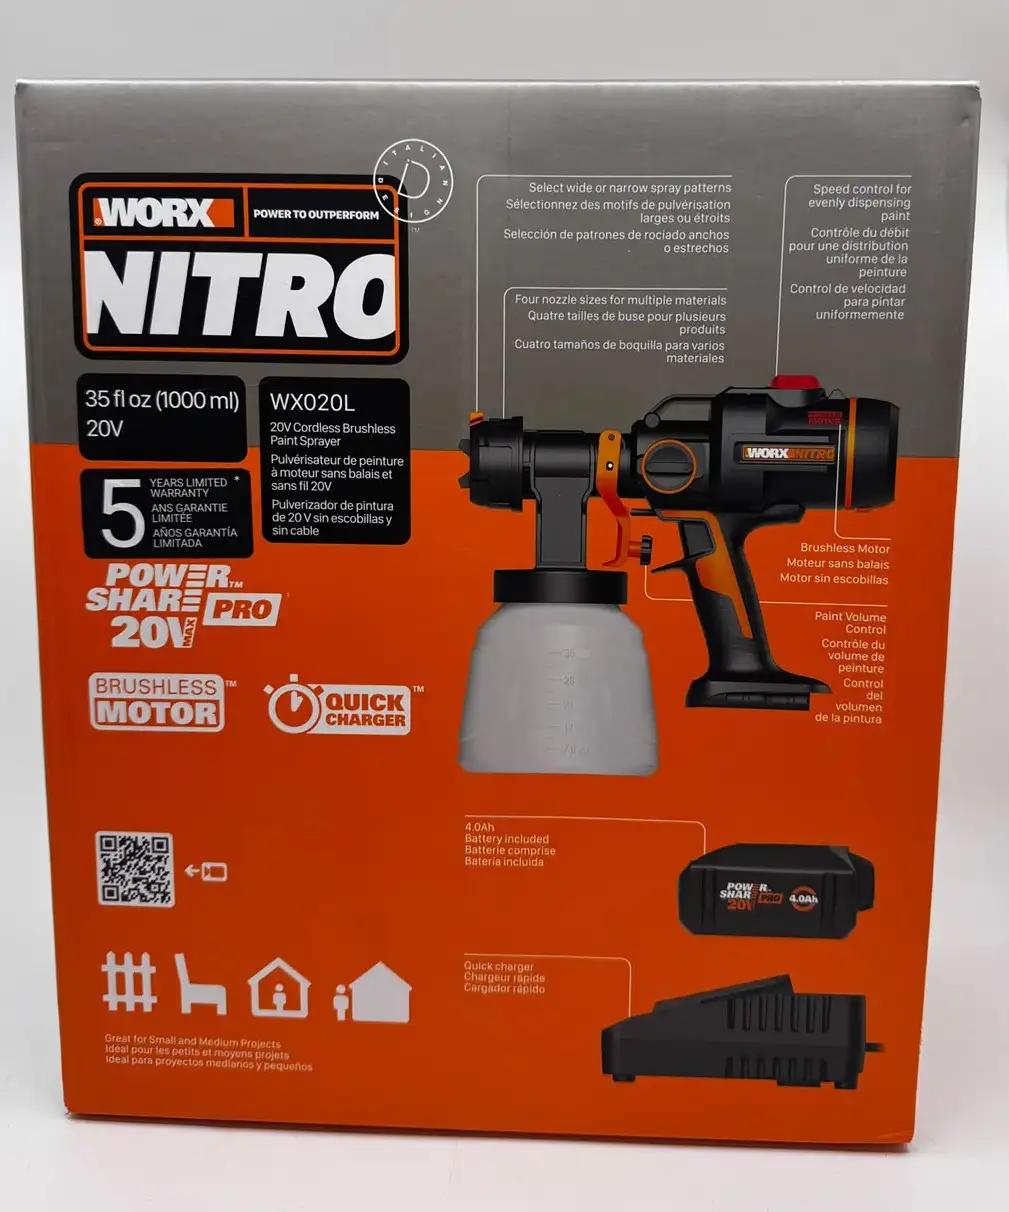 ITALIAN DESIGN
TM
WORX
®
POWER TO OUTPERFORM
NITRO
35 fl oz (1000 ml)
20V
5
YEARS LIMITED *
WARRANTY
ANS GARANTIE
LIMITÉE
AÑOS GARANTÍA
LIMITADA
WX020L
20V Cordless Brushless
Paint Sprayer
Pulvérisateur de peinture
à moteur sans balais et
sans fil 20V
Pulverizador de pintura
de 20 V sin escobillas y
sin cable
POWER™
SHARE PRO
20V MAX
BRUSHLESS™
MOTOR
QUICK™
CHARGER
Select wide or narrow spray patterns
Sélectionnez des motifs de pulvérisation
larges ou étroits
Selección de patrones de rociado anchos
o estrechos
Four nozzle sizes for multiple materials
Quatre tailles de buse pour plusieurs
produits
Cuatro tamaños de boquilla para varios
materiales
Speed control for
evenly dispensing
paint
Contrôle du débit
pour une distribution
uniforme de la
peinture
Control de velocidad
para pintar
uniformemente
BRUSHLESS
MOTOR
WORX NITRO
Brushless Motor
Moteur sans balais
Motor sin escobillas
Paint Volume
Control
Contrôle du
volume de
peinture
Control
del
volumen
de la pintura
4.0Ah
Battery included
Batterie comprise
Batería incluida
POWER
SHARE PRO
20V
4.0Ah
Quick charger
Chargeur rapide
Cargador rápido
Great for Small and Medium Projects
Idéal pour les petits et moyens projets
Ideal para proyectos medianos y pequeños